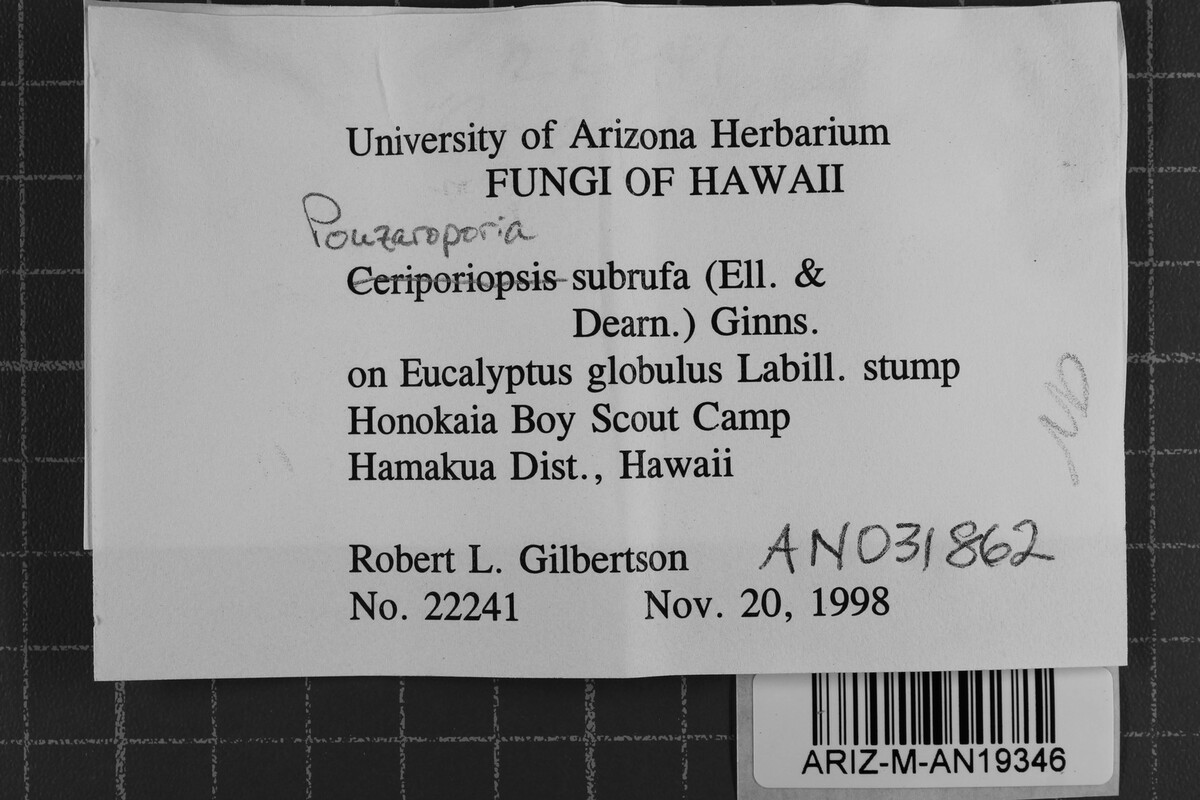 University of Arizona Herbarium
FUNGI OF HAWAII
Pouzaroporia
Ceriporiopsis subrufa (Ell. &
Dearn.) Ginns.
on Eucalyptus globulus Labill. stump
Honokaia Boy Scout Camp
Hamakua Dist., Hawaii
Robert L. Gilbertson
AN031862
No. 22241 Nov. 20, 1998
ARIZ-M-AN19346